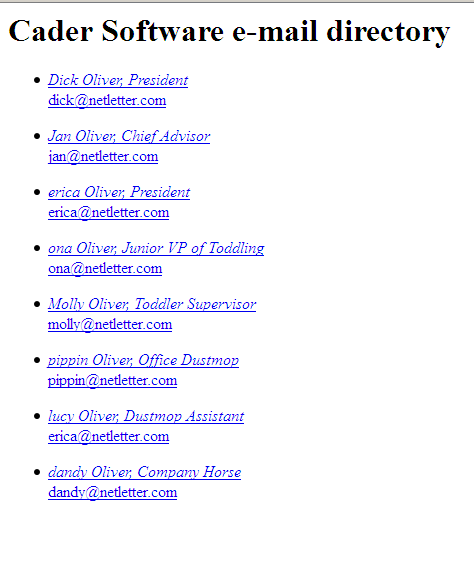 Cader Software e-mail directory
Dick Oliver, President
dick@netletter.com
Jan Oliver, Chief Advisor
jan@netletter.com
erica Oliver, President
erica@netletter.com
ona Oliver, Junior VP of Toddling
ona@netletter.com
Molly Oliver, Toddler Supervisor
molly@netletter.com
pippin Oliver, Office Dustmop
pippin@netletter.com
lucy Oliver, Dustmop Assistant
erica@netletter.com
dandy Oliver, Company Horse
dandy@netletter.com